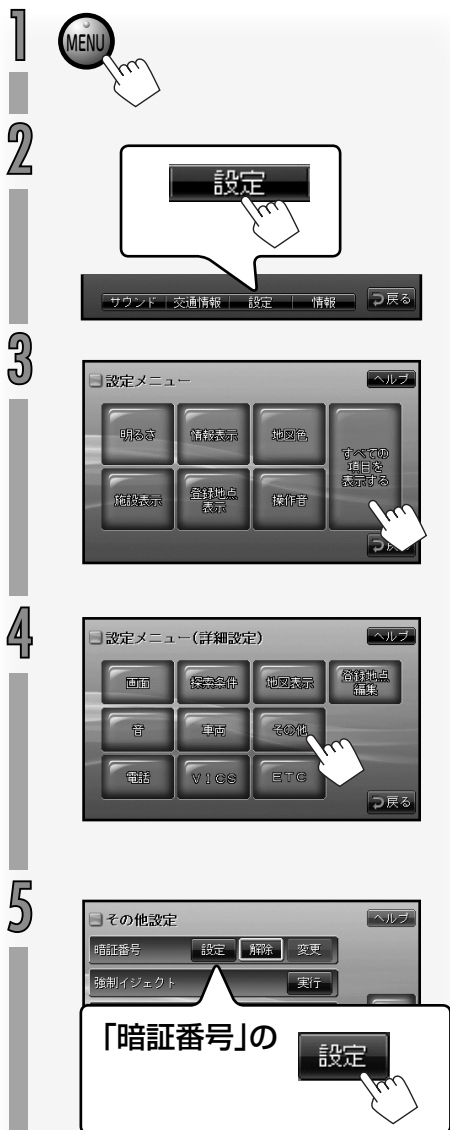 1
MENU
2
設定
サウンド 交通情報 設定 情報 戻る
3
設定メニュー ヘルプ
明るさ 情報表示 地図色 すべての
項目を
表示する
施設表示 登録地点
表示 操作音
戻る
4
設定メニュー(詳細設定) ヘルプ
画面 探索条件 地図表示 登録地点
編集
音 車両 その他
電話 VICS ETC
戻る
5
その他設定 ヘルプ
暗証番号 設定 解除 変更
強制イジェクト 実行
「暗証番号」の 設定